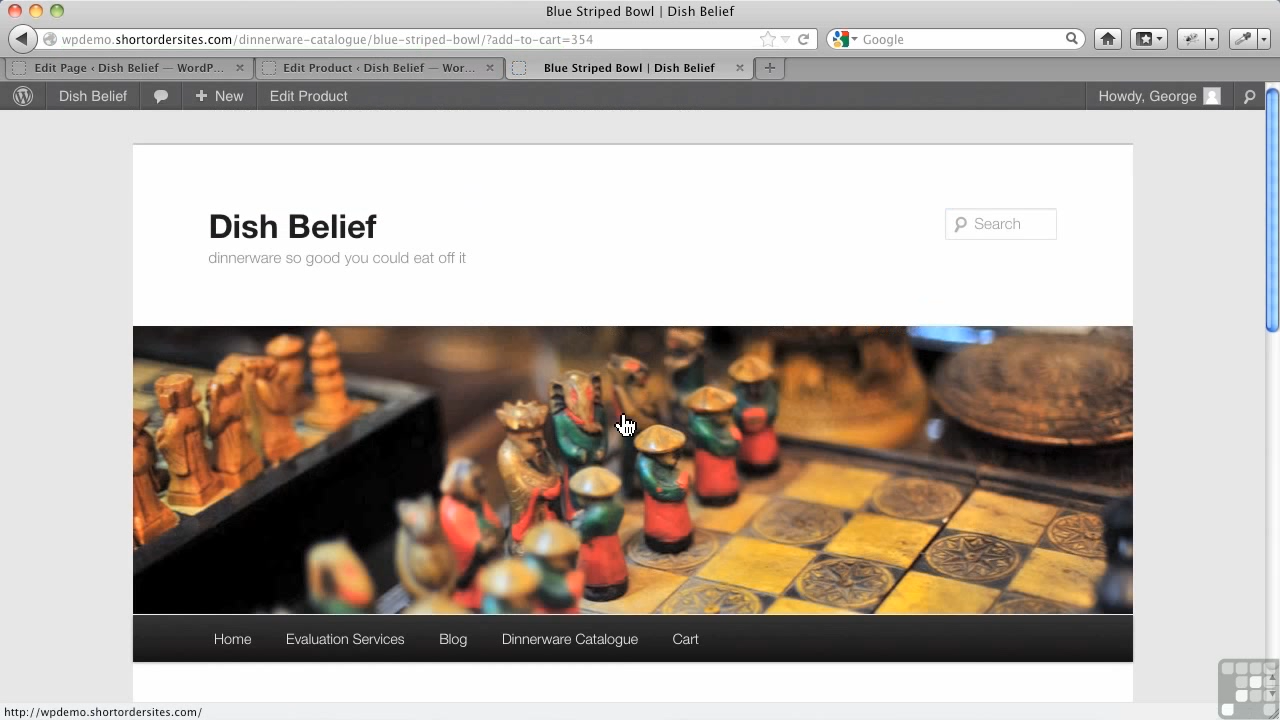 Blue Striped Bowl | Dish Belief
wpdemo.shortordersites.com/dinnerware-catalogue/blue-striped-bowl/?add-to-cart=354
Google
Edit Page ‹ Dish Belief — WordP...
Edit Product ‹ Dish Belief — Wor...
Blue Striped Bowl | Dish Belief
Dish Belief
+ New
Edit Product
Howdy, George
Dish Belief
Search
dinnerware so good you could eat off it
Home
Evaluation Services
Blog
Dinnerware Catalogue
Cart
http://wpdemo.shortordersites.com/